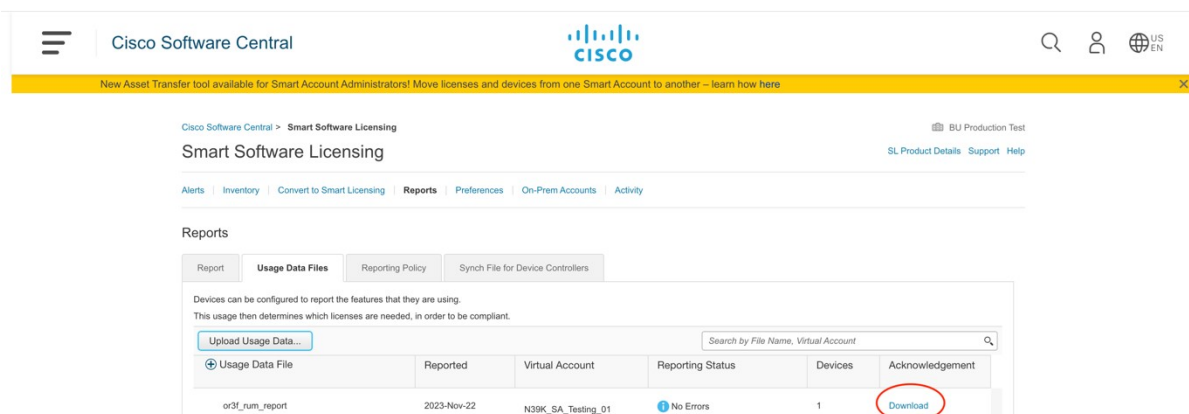 Cisco Software Central
CISCO
US
EN
New Asset Transfer tool available for Smart Account Administrators! Move licenses and devices from one Smart Account to another – learn how here
Cisco Software Central > Smart Software Licensing
BU Production Test
Smart Software Licensing
SL Product Details Support Help
Alerts Inventory Convert to Smart Licensing Reports Preferences On-Prem Accounts Activity
Reports
Report Usage Data Files Reporting Policy Synch File for Device Controllers
Devices can be configured to report the features that they are using.
This usage then determines which licenses are needed, in order to be compliant.
Upload Usage Data... Search by File Name, Virtual Account
Usage Data File Reported Virtual Account Reporting Status Devices Acknowledgement
or3f_rum_report 2023-Nov-22 N39K_SA_Testing_01 No Errors 1 Download